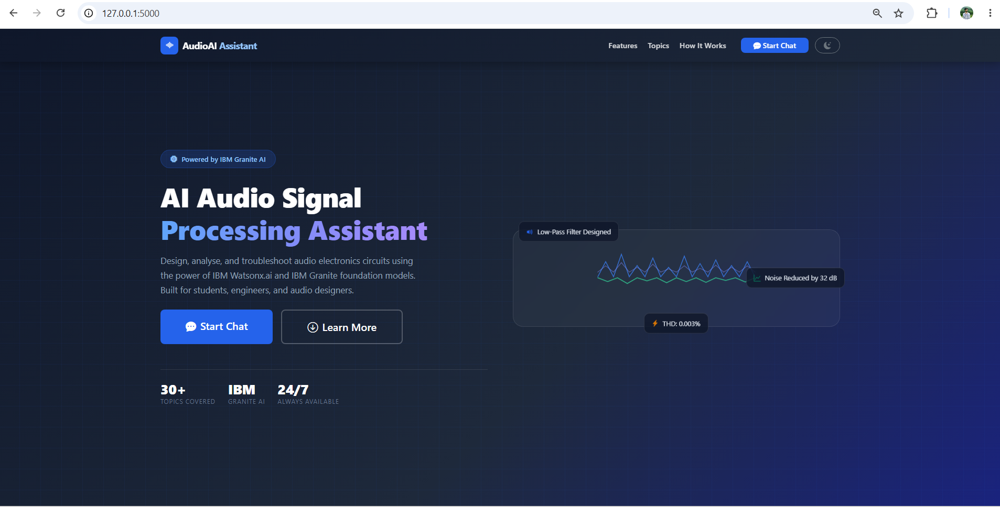 127.0.0.1:5000
AudioAI Assistant
Features Topics How It Works Start Chat
Powered by IBM Granite AI
AI Audio Signal
Processing Assistant
Design, analyse, and troubleshoot audio electronics circuits using
the power of IBM Watsonx.ai and IBM Granite foundation models.
Built for students, engineers, and audio designers.
Start Chat Learn More
30+ IBM 24/7
TOPICS COVERED GRANITE AI ALWAYS AVAILABLE
Low-Pass Filter Designed
Noise Reduced by 32 dB
THD: 0.003%